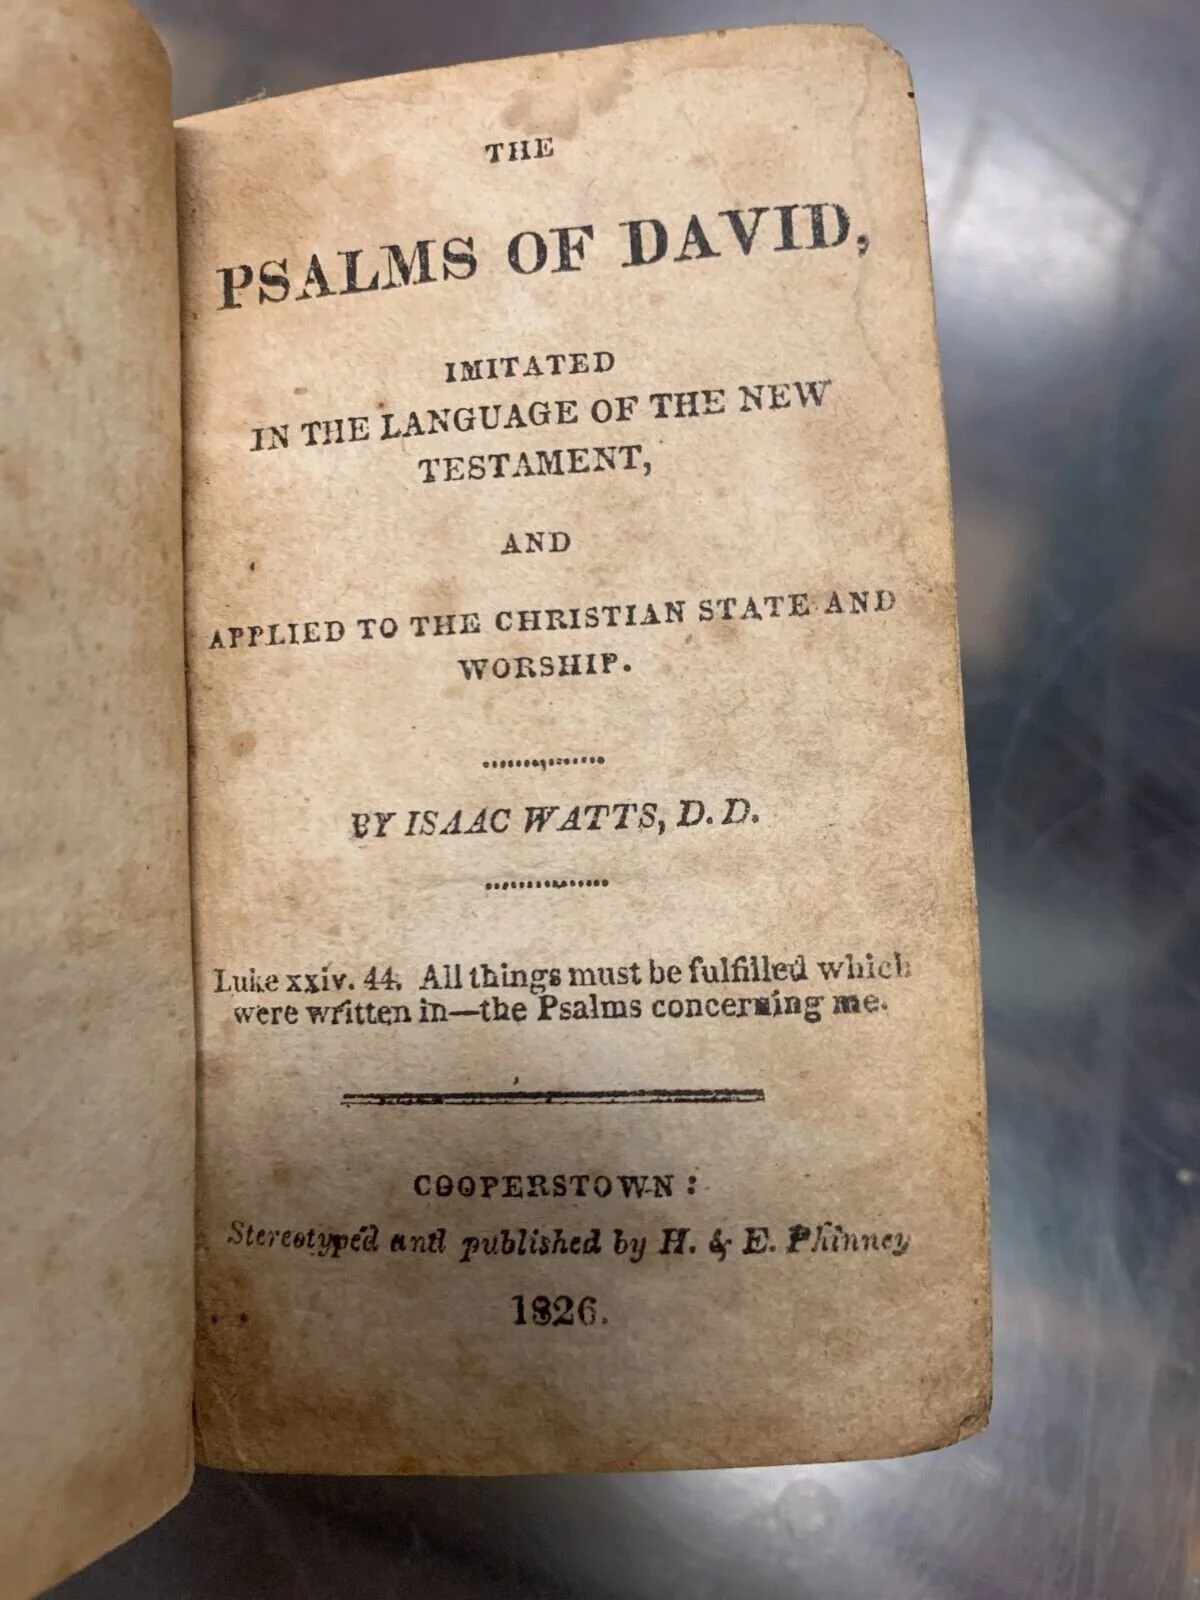 THE
PSALMS OF DAVID,
IMITATED
IN THE LANGUAGE OF THE NEW
TESTAMENT,
AND
APPLIED TO THE CHRISTIAN STATE AND
WORSHIP.
BY ISAAC WATTS, D. D.
Luke xxiv. 44. All things must be fulfilled which
were written in—the Psalms concerning me.
COOPERSTOWN:
Stereotyped and published by H. & E. Phinney
1826.